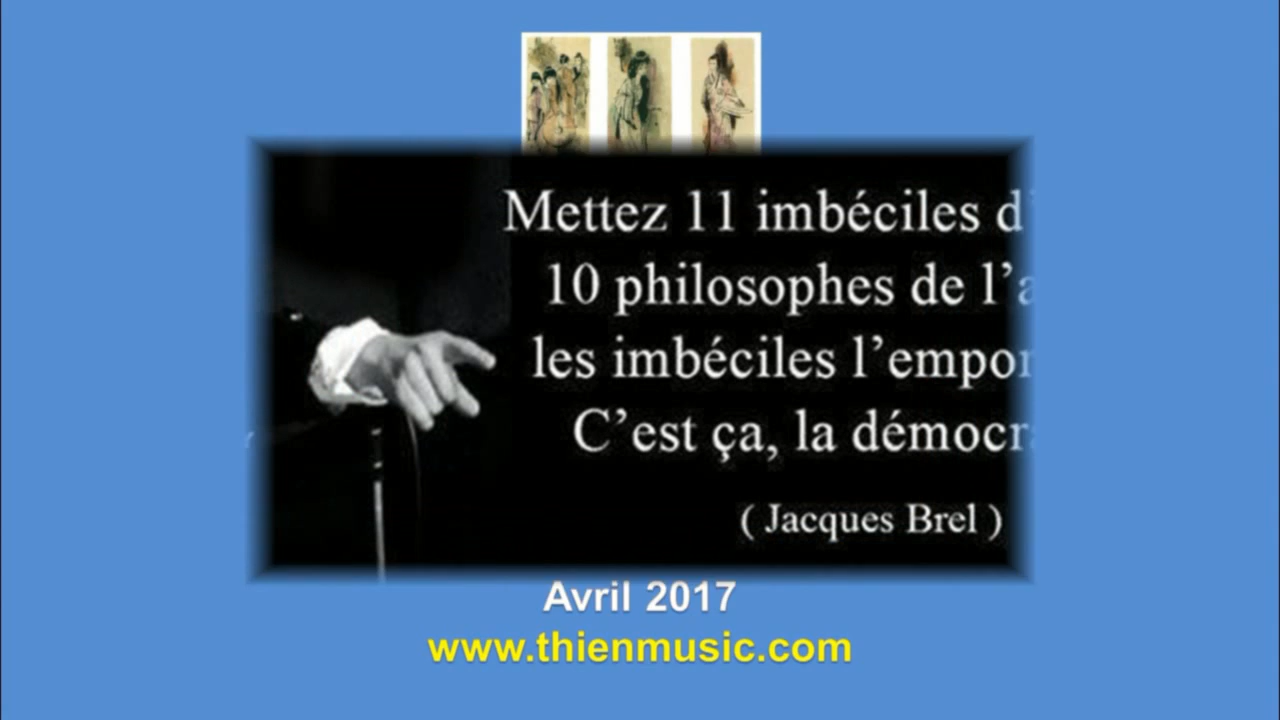 Mettez 11 imbéciles d'
10 philosophes de l'a
les imbéciles l'empor
C'est ça, la démocra
( Jacques Brel )
Avril 2017
www.thienmusic.com